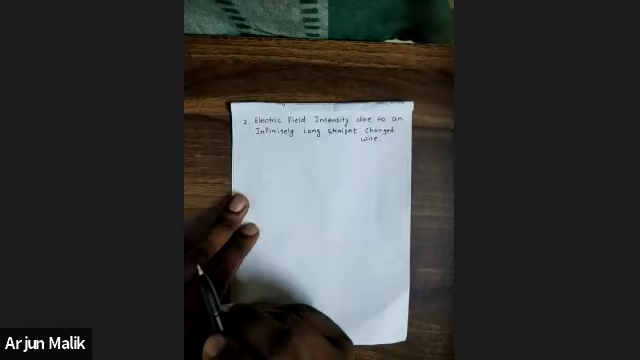 2. Electric Field Intensity due to an
Infinitely Long Straight Charged
Wire.
Arjun Malik